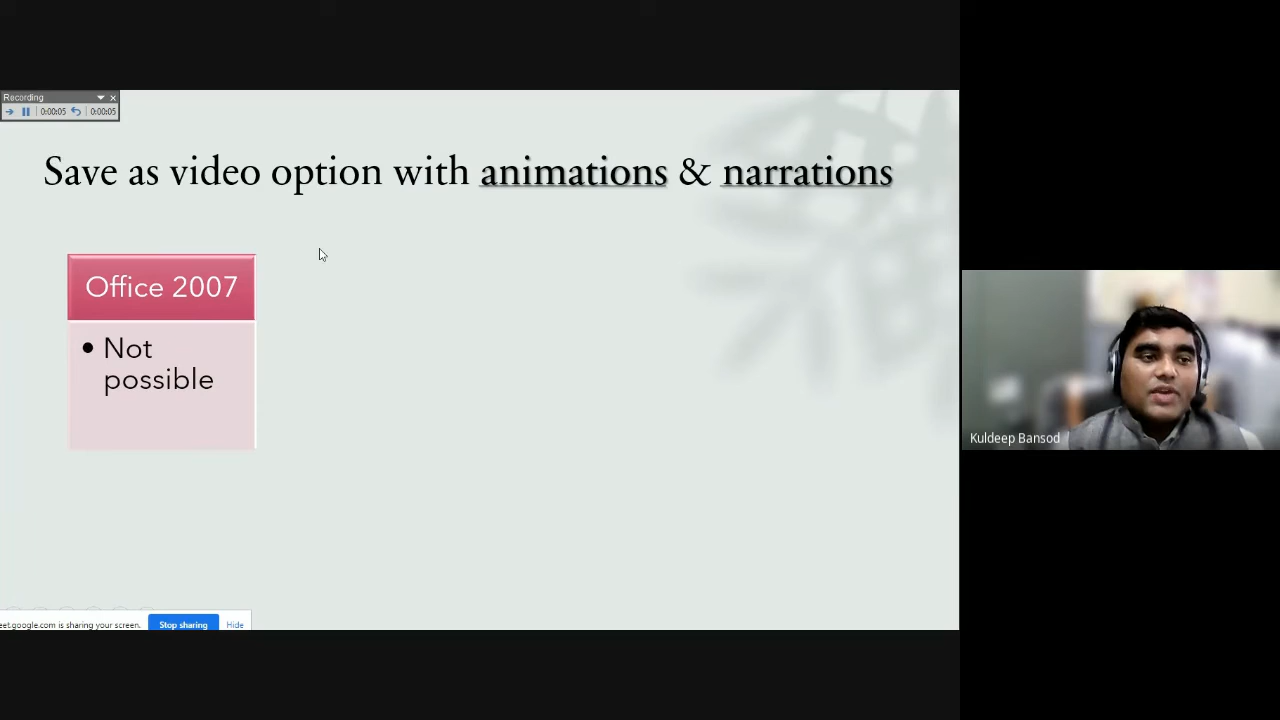 Recording
0:00:05 0:00:05
Save as video option with animations & narrations
Office 2007
• Not
possible
Kuldeep Bansod
eet.google.com is sharing your screen. Stop sharing Hide